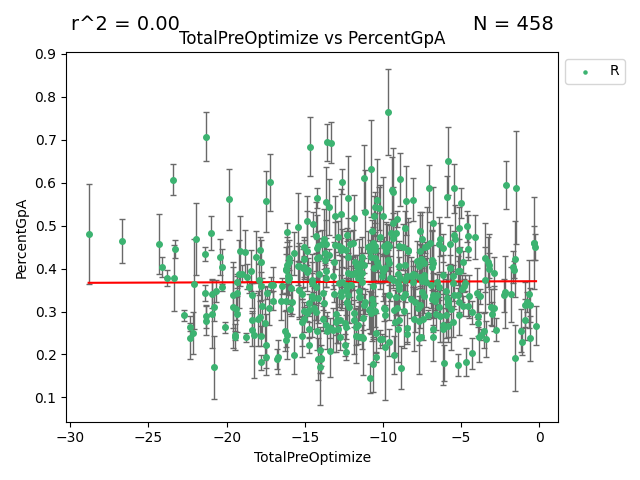 r^2 = 0.00
N = 458
TotalPreOptimize vs PercentGpA
R
0.9
0.8
0.7
0.6
0.5
0.4
0.3
0.2
0.1
PercentGpA
−30
−25
−20
−15
−10
−5
0
TotalPreOptimize